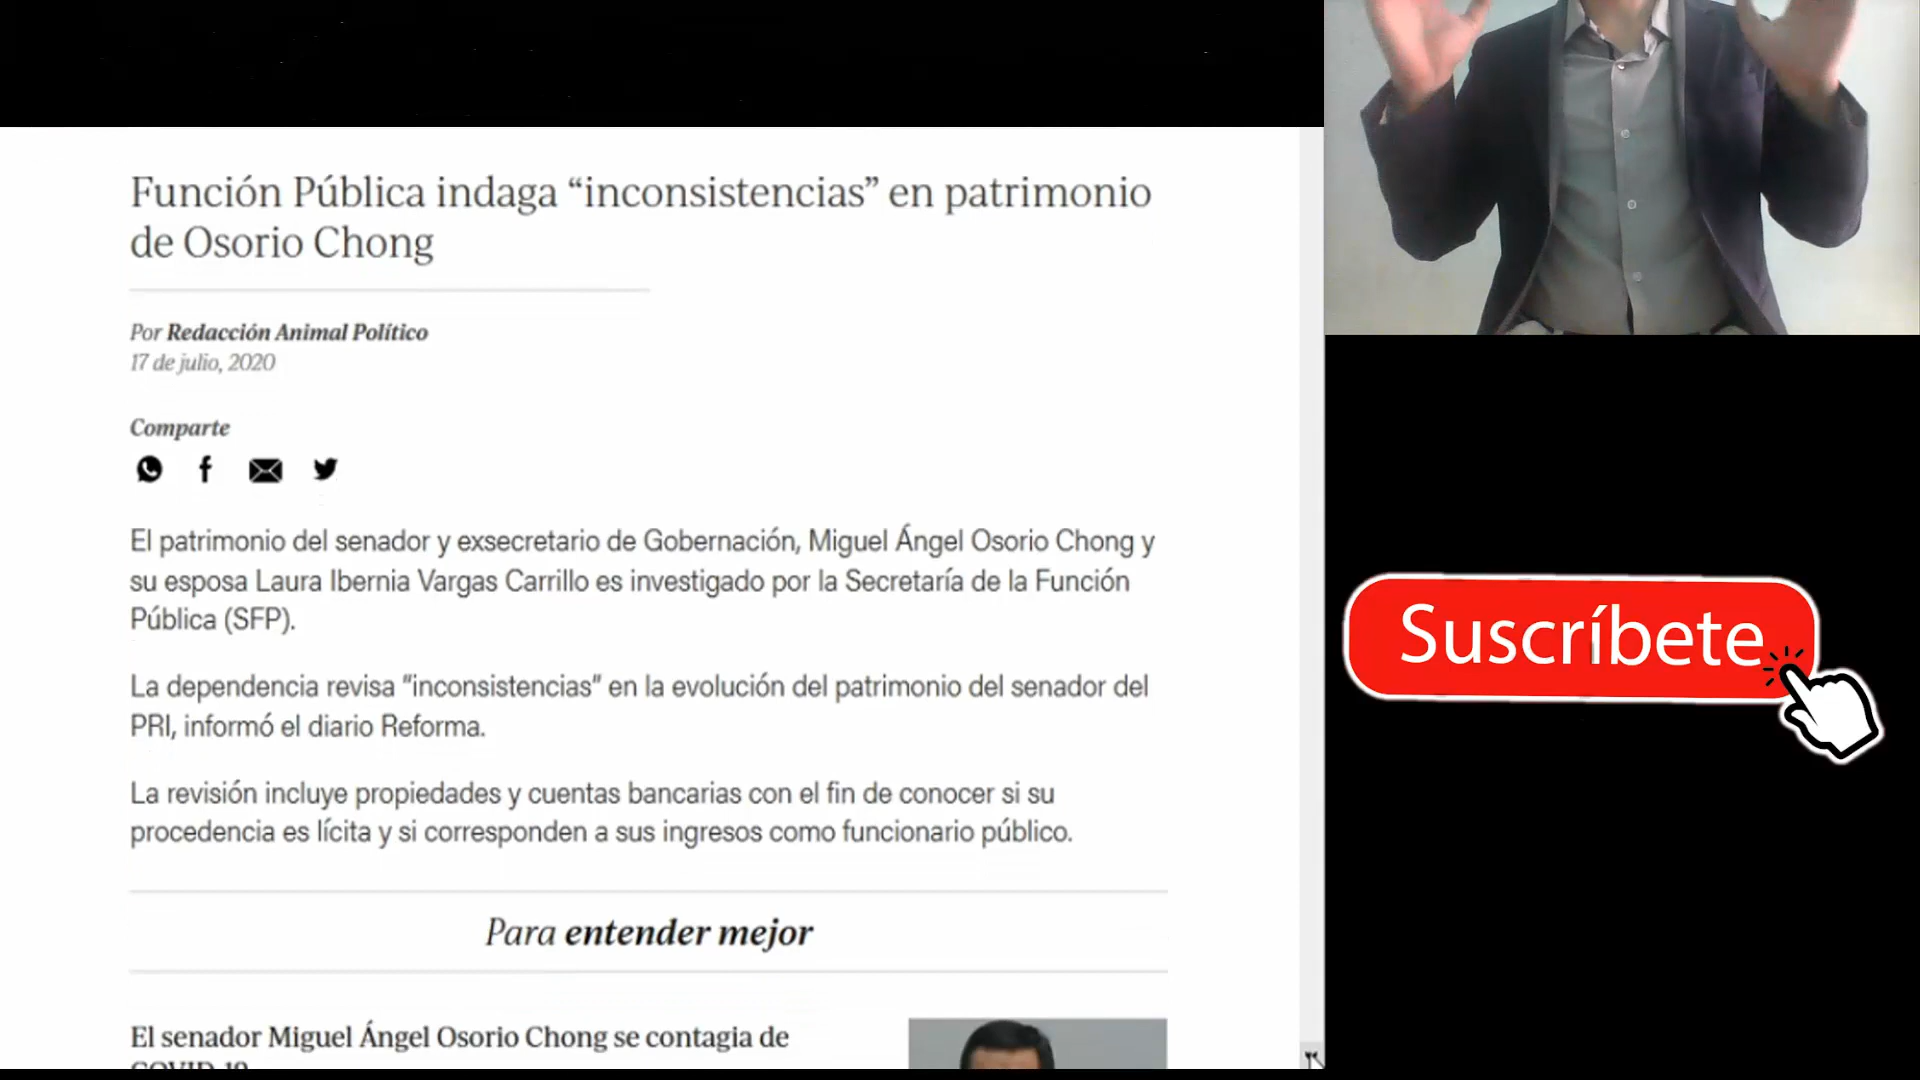 Función Pública indaga “inconsistencias” en patrimonio
de Osorio Chong
Por Redacción Animal Político
17 de julio, 2020
Comparte
El patrimonio del senador y exsecretario de Gobernación, Miguel Ángel Osorio Chong y
su esposa Laura Ibernia Vargas Carrillo es investigado por la Secretaría de la Función
Pública (SFP).
La dependencia revisa "inconsistencias" en la evolución del patrimonio del senador del
PRI, informó el diario Reforma.
La revisión incluye propiedades y cuentas bancarias con el fin de conocer si su
procedencia es lícita y si corresponden a sus ingresos como funcionario público.
Para entender mejor
El senador Miguel Ángel Osorio Chong se contagia de
COVID-19
Suscríbete